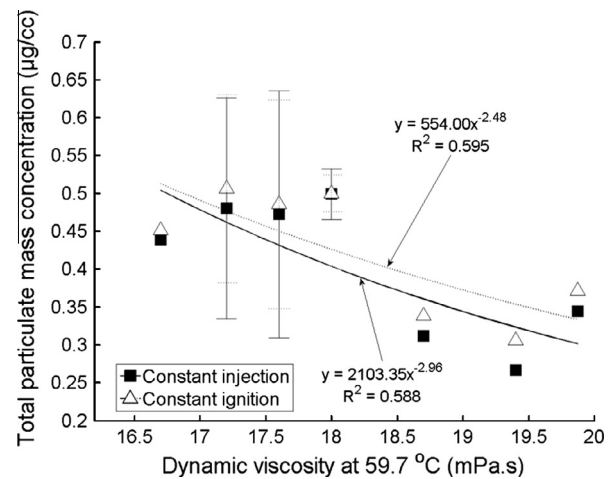 Total particulate mass concentration (µg/cc)
0.7
0.65
0.6
0.55
0.5
0.45
0.4
0.35
0.3
0.25
0.2
y = 554.00x^-2.48
R^2 = 0.595
y = 2103.35x^-2.96
R^2 = 0.588
Constant injection
Constant ignition
16.5 17 17.5 18 18.5 19 19.5 20
Dynamic viscosity at 59.7 °C (mPa.s)